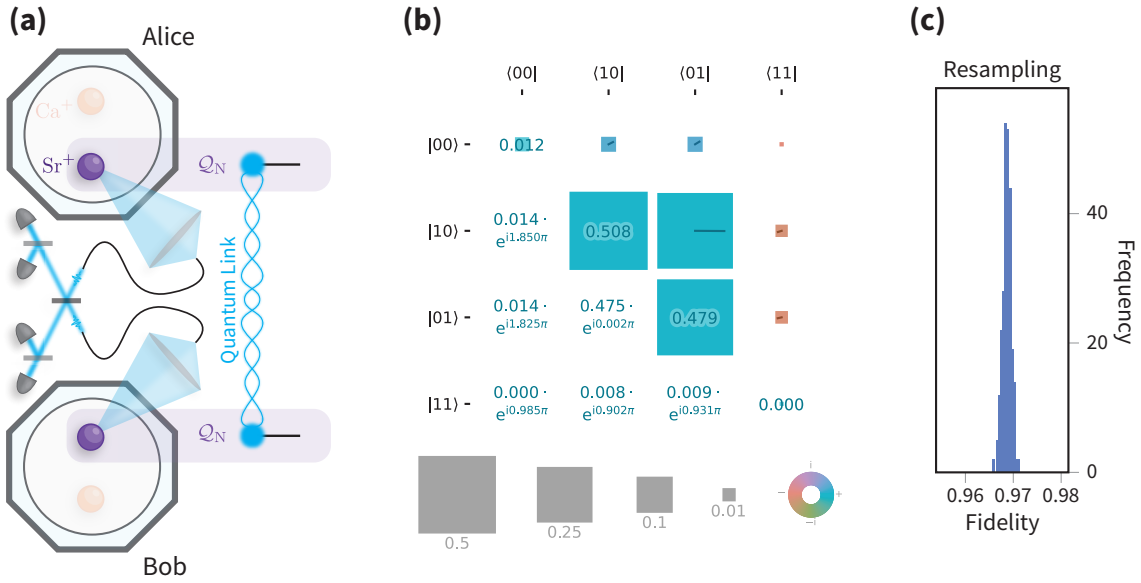 (a)
Alice
Ca+
Sr+
𝒬N
Quantum Link
𝒬N
Bob
(b)
⟨00| ⟨10| ⟨01| ⟨11|
|00⟩ 0.012
|10⟩ 0.014 · e^i1.850π 0.508
|01⟩ 0.014 · e^i1.825π 0.475 · e^i0.002π 0.479
|11⟩ 0.000 · e^i0.985π 0.008 · e^i0.902π 0.009 · e^i0.931π 0.000
0.5 0.25 0.1 0.01
i
− +
−i
(c)
Resampling
40
20
0
Frequency
0.96 0.97 0.98
Fidelity